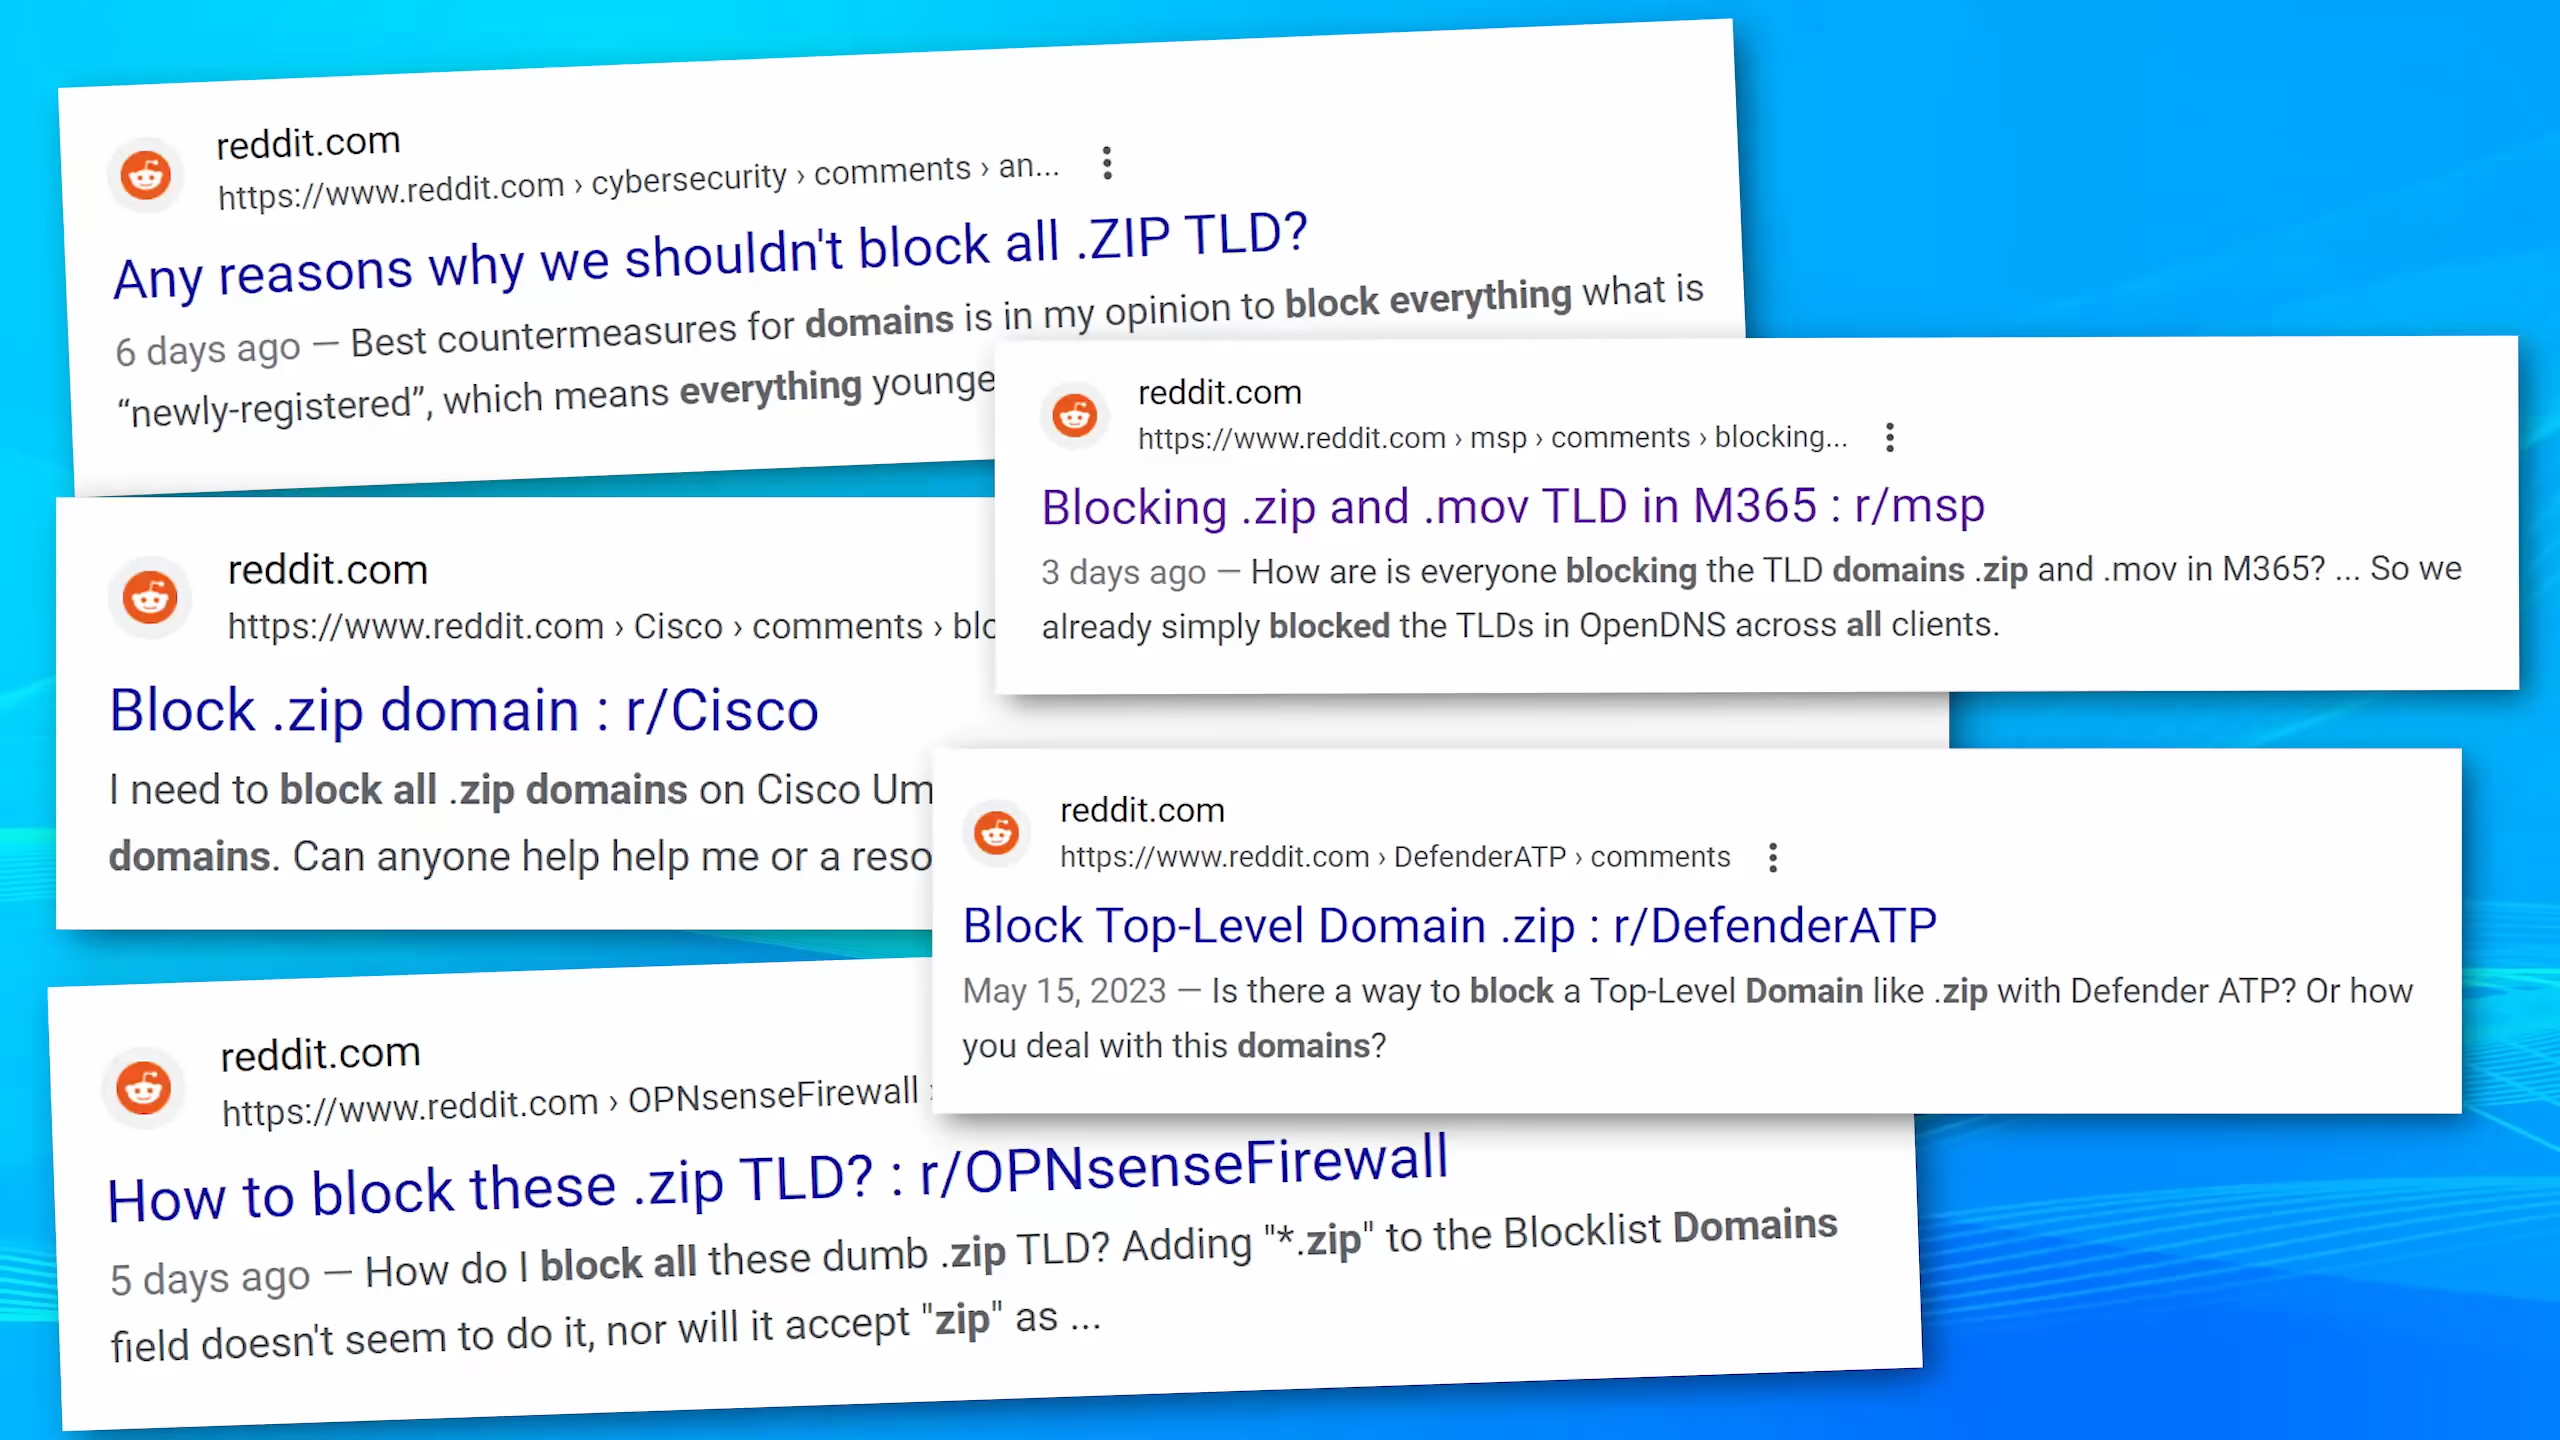 reddit.com
https://www.reddit.com › cybersecurity › comments › an...
Any reasons why we shouldn't block all .ZIP TLD?
6 days ago — Best countermeasures for domains is in my opinion to block everything what is
“newly-registered”, which means everything
reddit.com
https://www.reddit.com › msp › comments › blocking...
Blocking .zip and .mov TLD in M365 : r/msp
3 days ago — How are is everyone blocking the TLD domains .zip and .mov in M365? ... So we
already simply blocked the TLDs in OpenDNS across all clients.
reddit.com
https://www.reddit.com › Cisco › comments ›
Block .zip domain : r/Cisco
I need to block all .zip domains on Cisco
domains. Can anyone help help me or a
reddit.com
https://www.reddit.com › DefenderATP › comments
Block Top-Level Domain .zip : r/DefenderATP
May 15, 2023 — Is there a way to block a Top-Level Domain like .zip with Defender ATP? Or how
you deal with this domains?
reddit.com
https://www.reddit.com › OPNsenseFirewall ›
How to block these .zip TLD? : r/OPNsenseFirewall
5 days ago — How do I block all these dumb .zip TLD? Adding "*.zip" to the Blocklist Domains
field doesn't seem to do it, nor will it accept "zip" as ...